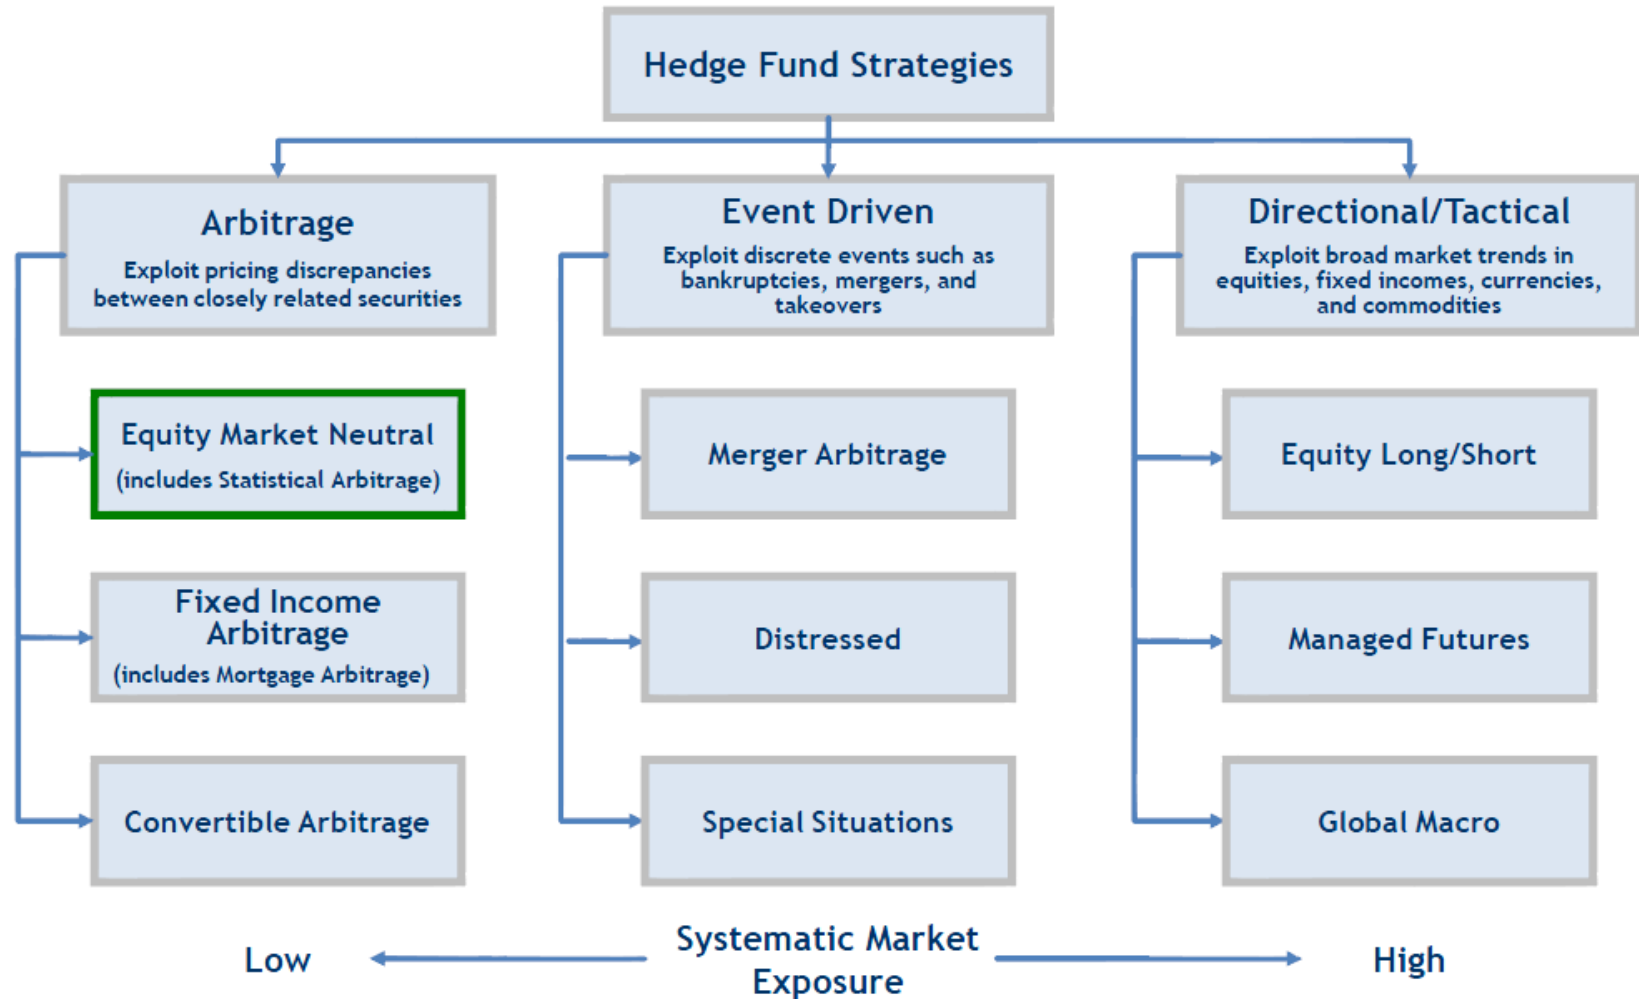 Hedge Fund Strategies
Arbitrage
Exploit pricing discrepancies
between closely related securities
Event Driven
Exploit discrete events such as
bankruptcies, mergers, and
takeovers
Directional/Tactical
Exploit broad market trends in
equities, fixed incomes, currencies,
and commodities
Equity Market Neutral
(includes Statistical Arbitrage)
Merger Arbitrage
Equity Long/Short
Fixed Income
Arbitrage
(includes Mortgage Arbitrage)
Distressed
Managed Futures
Convertible Arbitrage
Special Situations
Global Macro
Low
Systematic Market
Exposure
High